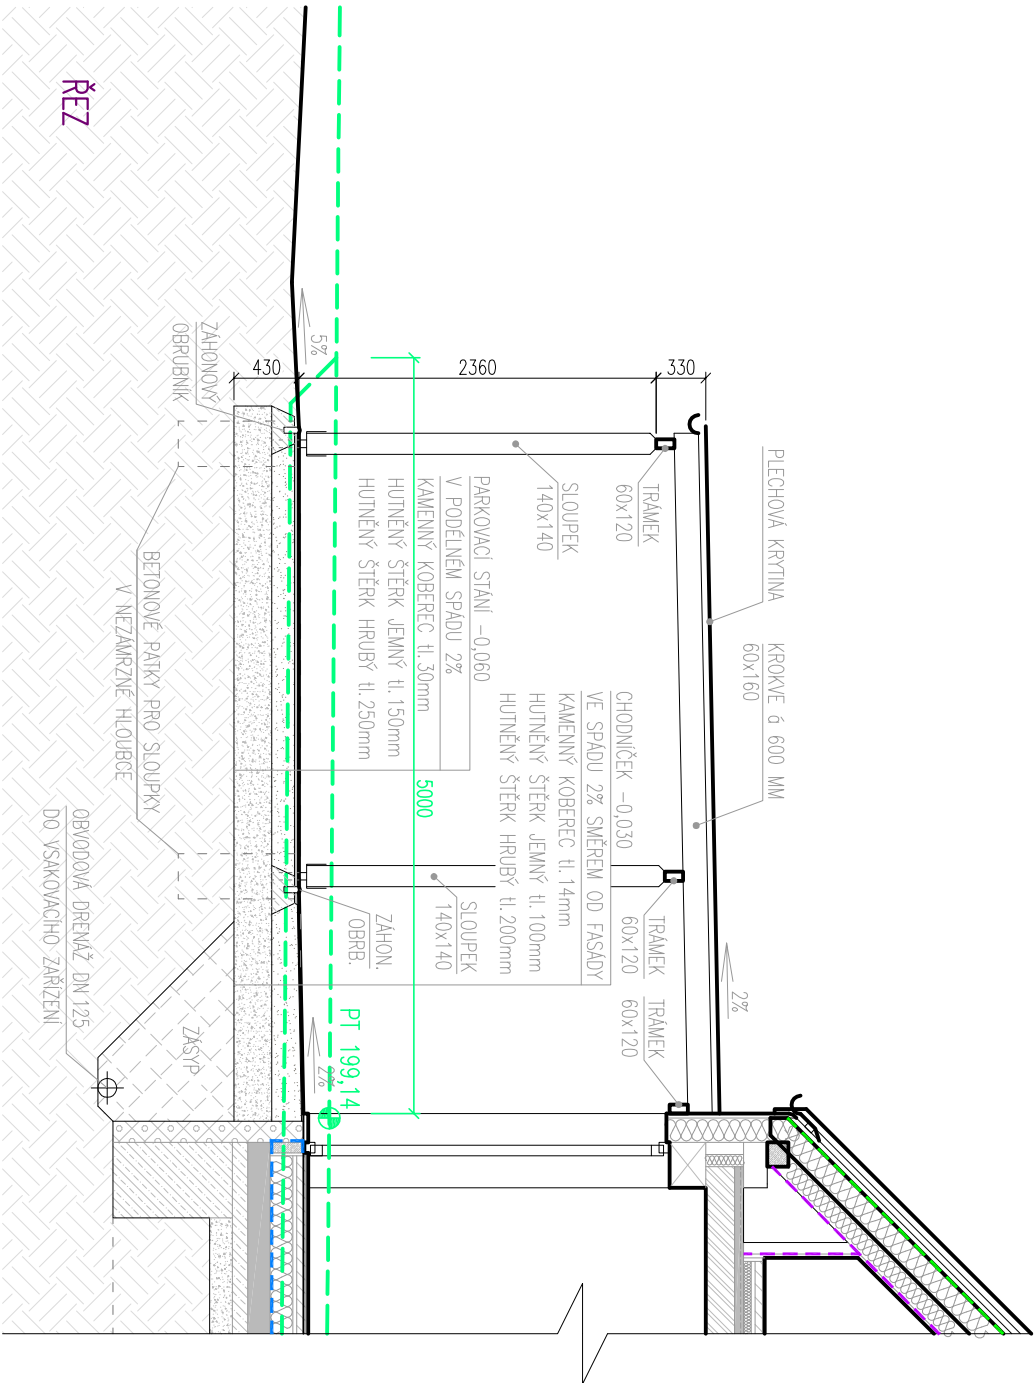 ŘEZ
PLECHOVÁ KRYTINA
KROKVE á 600 MM
60x160
2%
330
2360
430
5%
TRÁMEK
60x120
SLOUPEK
140x140
TRÁMEK
60x120
TRÁMEK
60x120
SLOUPEK
140x140
CHODNÍČEK -0,030
VE SPÁDU 2% SMĚREM OD FASÁDY
KAMENNÝ KOBEREC tl.14mm
HUTNĚNÝ ŠTĚRK JEMNÝ tl.100mm
HUTNĚNÝ ŠTĚRK HRUBÝ tl.200mm
PARKOVACÍ STÁNÍ -0,060
V PODÉLNÉM SPÁDU 2%
KAMENNÝ KOBEREC tl.30mm
HUTNĚNÝ ŠTĚRK JEMNÝ tl.150mm
HUTNĚNÝ ŠTĚRK HRUBÝ tl.250mm
5000
ZÁHON.
OBRB.
PT 199,14
2%
ZÁHONOVÝ
OBRUBNÍK
BETONOVÉ PATKY PRO SLOUPKY
V NEZÁMRZNÉ HLOUBCE
ZÁSYP
OBVODOVÁ DRENÁŽ DN 125
DO VSAKOVACÍHO ZAŘÍZENÍ